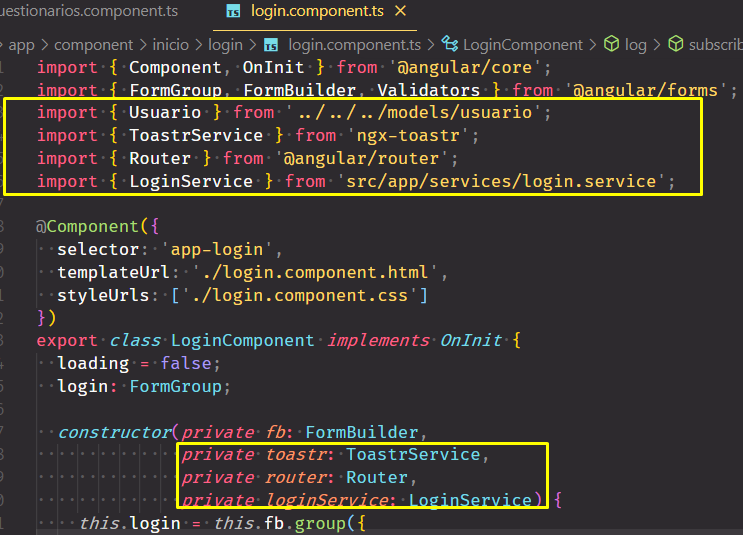 uestionarios.component.ts login.component.ts
app > component > inicio > login > login.component.ts > LoginComponent > log > subscrib
import { Component, OnInit } from '@angular/core';
import { FormGroup, FormBuilder, Validators } from '@angular/forms';
import { Usuario } from '../../../models/usuario';
import { ToastrService } from 'ngx-toastr';
import { Router } from '@angular/router';
import { LoginService } from 'src/app/services/login.service';
@Component({
selector: 'app-login',
templateUrl: './login.component.html',
styleUrls: ['./login.component.css']
})
export class LoginComponent implements OnInit {
loading = false;
login: FormGroup;
constructor(private fb: FormBuilder,
private toastr: ToastrService,
private router: Router,
private loginService: LoginService) {
this.login = this.fb.group({